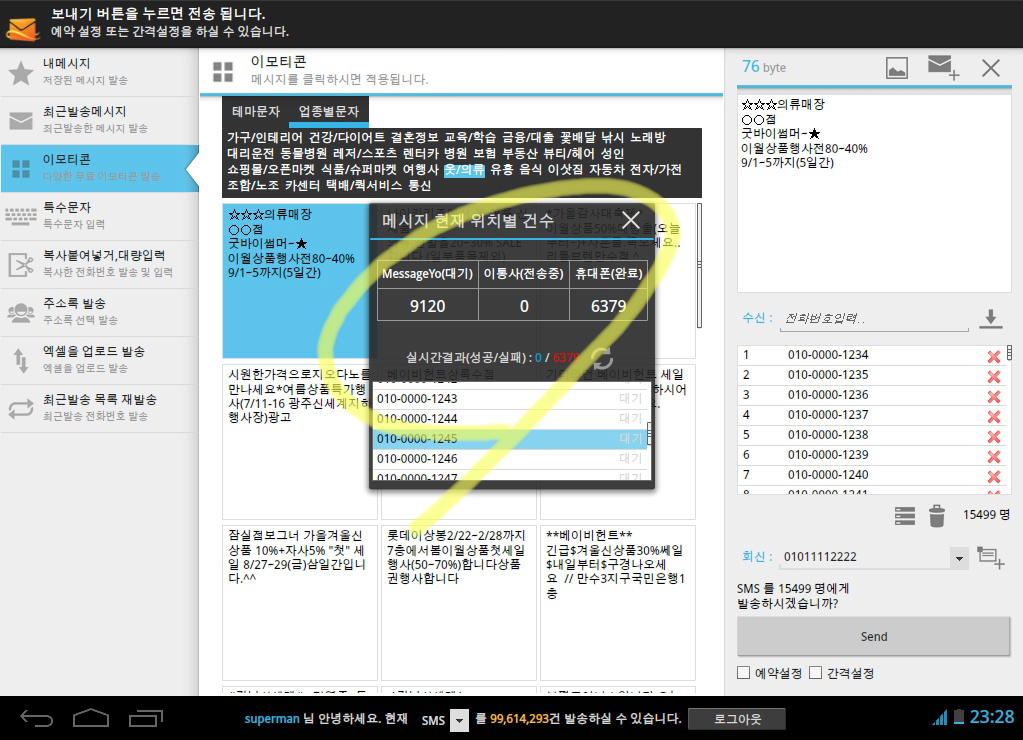 보내기 버튼을 누르면 전송 됩니다.
예약 설정 또는 간격설정을 하실 수 있습니다.
내메시지
저장된 메시지 발송
최근발송메시지
최근발송한 메시지 발송
이모티콘
다양한 무료 이모티콘 발송
특수문자
특수문자 입력
복사붙여넣거,대량입력
복사한 전화번호 발송 및 입력
주소록 발송
주소록 선택 발송
엑셀을 업로드 발송
엑셀을 업로드 발송
최근발송 목록 재발송
최근발송 전화번호 발송
이모티콘
메시지를 클릭하시면 적용됩니다.
테마문자 업종별문자
가구/인테리어 건강/다이어트 결혼정보 교육/학습 금융/대출 꽃배달 낚시 노래방
대리운전 동물병원 레저/스포츠 렌터카 병원 보험 부동산 뷰티/헤어 성인
쇼핑몰/오픈마켓 식품/슈퍼마켓 여행사 옷/의류 유흥 음식 이삿짐 자동차 전자/가전
조합/노조 카센터 택배/퀵서비스 통신
☆☆☆의류매장
○○점
굿바이썸머~★
이월상품행사전80~40%
9/1~5까지(5일간)
메시지 현재 위치별 건수
MessageYo(대기) 이통사(전송중) 휴대폰(완료)
9120 0 6379
실시간결과(성공/실패) : 0 / 6379
010-0000-1243 대기
010-0000-1244 대기
010-0000-1245 대기
010-0000-1246 대기
010-0000-1247
시원한가격으로지오다노를
만나세요*여름상품특가행
사(7/11-16 광주신세계지하
행사장)광고
잠실점보그너 가을겨울신
상품 10%+자사5% "첫" 세
일 8/27~29(금)삼일간입니
다.^^
롯데이상봉2/22~2/28까지
7층에서봄이월상품첫세일
행사(50~70%)합니다상품
권행사합니다
**베이비헌트**
긴급$겨울신상품30%쎄일
$내일부터$구경나오세
요 // 만수3지구국민은행1
층
76 byte
☆☆☆의류매장
○○점
굿바이썸머~★
이월상품행사전80~40%
9/1~5까지(5일간)
수신 : 전화번호입력..
1 010-0000-1234
2 010-0000-1235
3 010-0000-1236
4 010-0000-1237
5 010-0000-1238
6 010-0000-1239
7 010-0000-1240
8 010-0000-1241
15499 명
회신 : 01011112222
SMS 를 15499 명에게
발송하시겠습니까?
Send
예약설정 간격설정
superman 님 안녕하세요. 현재 SMS 를 99,614,293건 발송하실 수 있습니다. 로그아웃
23:28